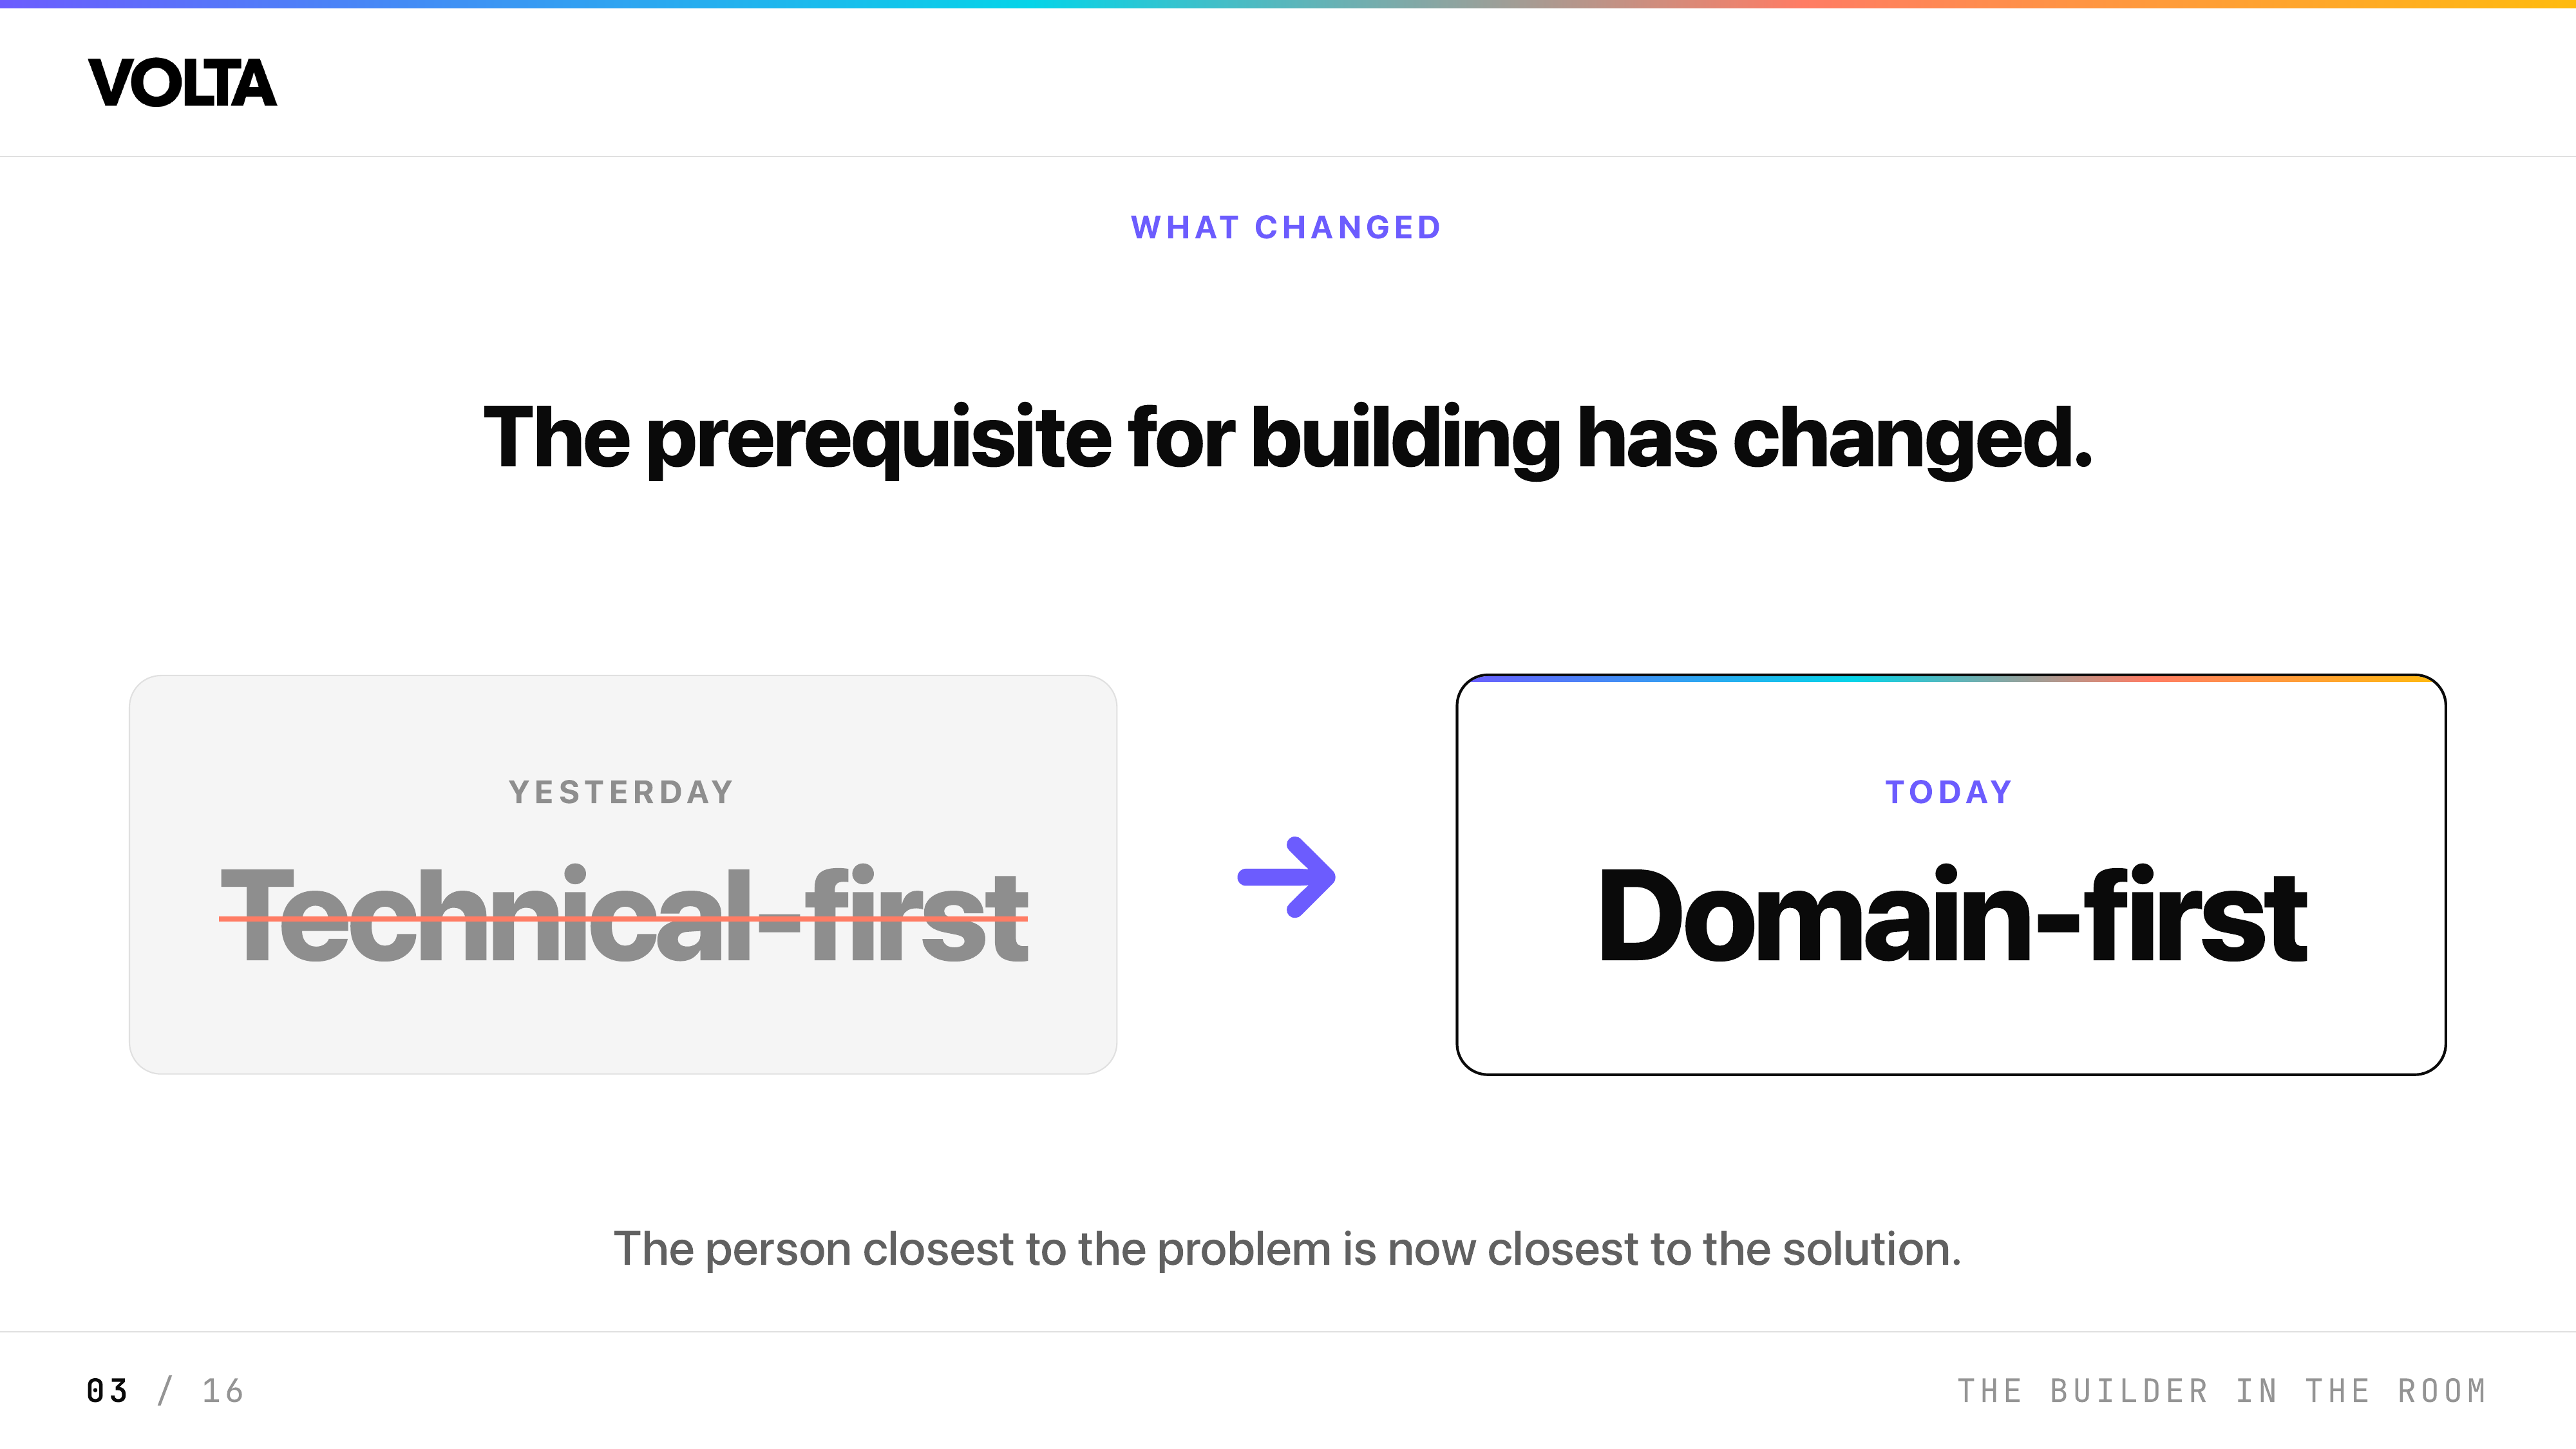 VOLTA
WHAT CHANGED
The prerequisite for building has changed.
YESTERDAY
Technical-first
TODAY
Domain-first
The person closest to the problem is now closest to the solution.
03 / 16
THE BUILDER IN THE ROOM